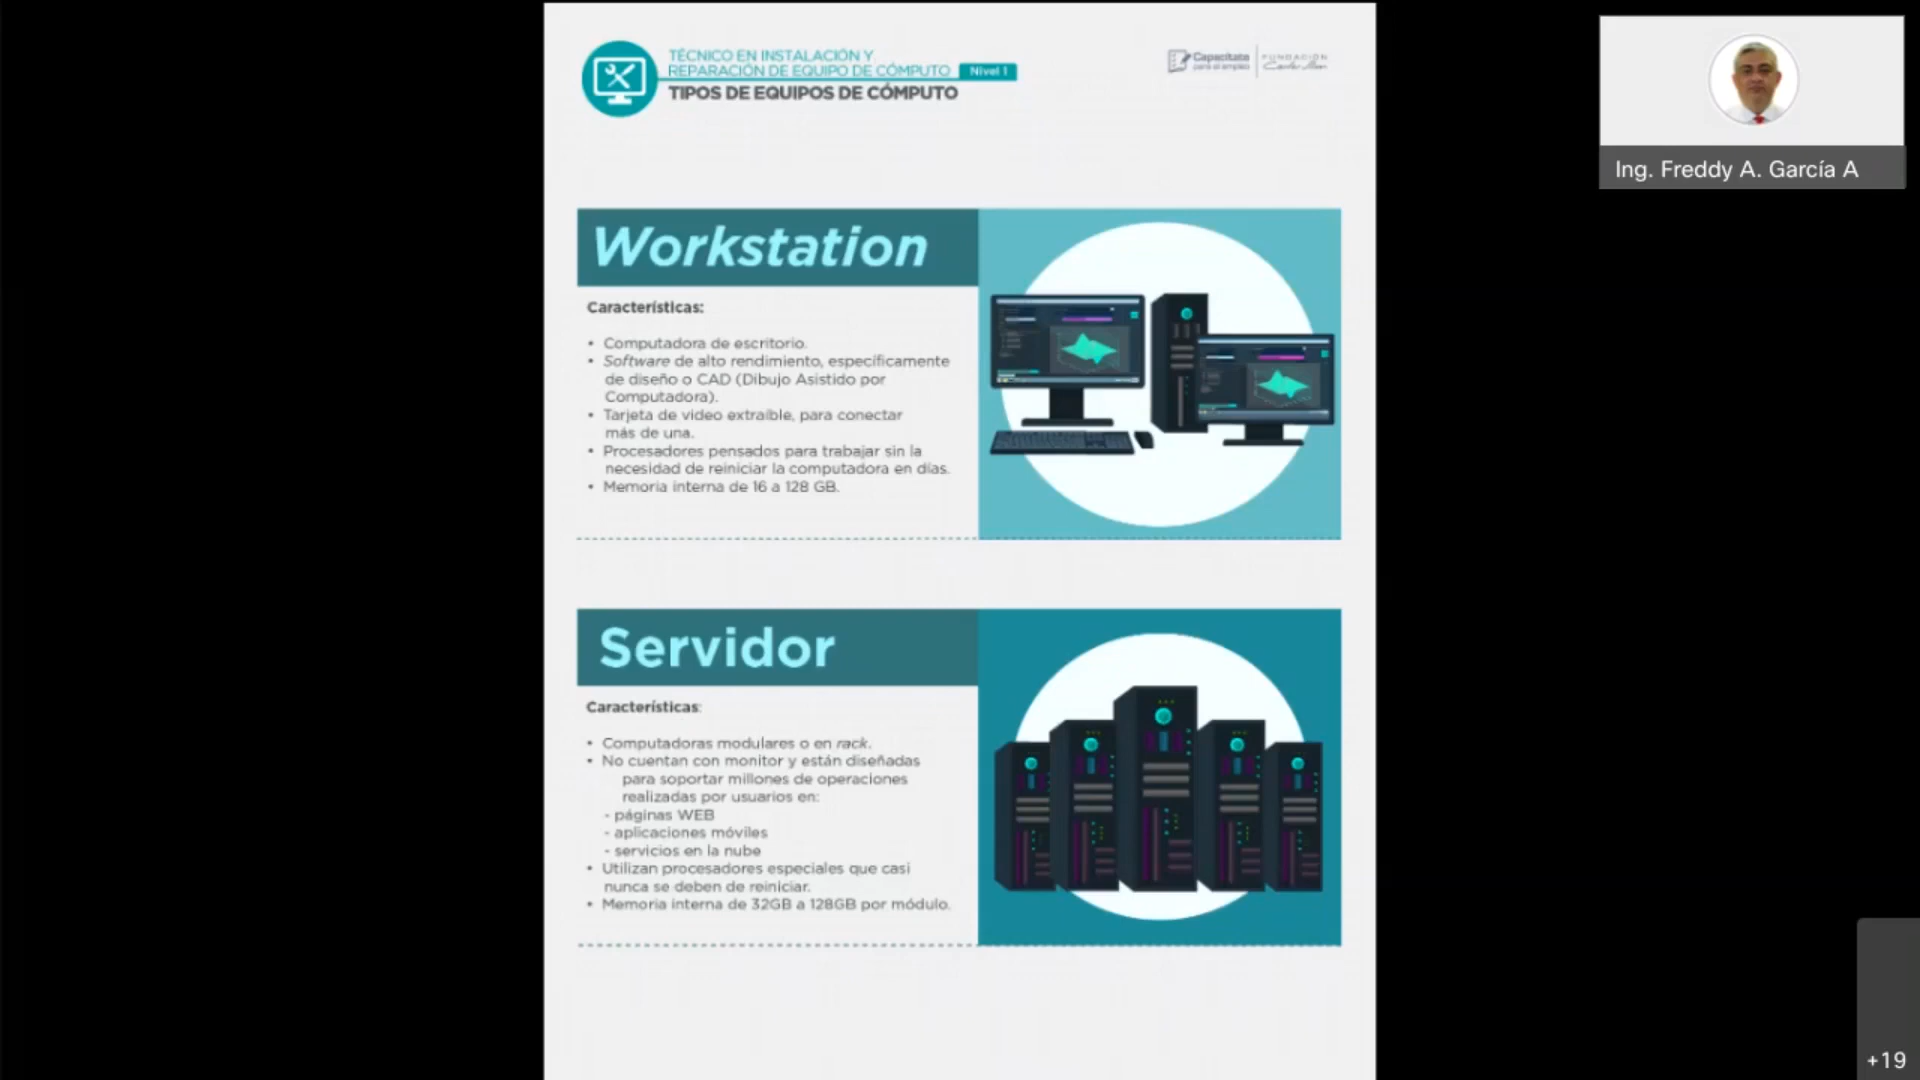 TÉCNICO EN INSTALACIÓN Y
REPARACIÓN DE EQUIPO DE CÓMPUTO Nivel 1
TIPOS DE EQUIPOS DE CÓMPUTO
Capacítate
para el empleo
FUNDACIÓN
Carlos Slim
Ing. Freddy A. García A
Workstation
Características:
• Computadora de escritorio.
• Software de alto rendimiento, específicamente
de diseño o CAD (Dibujo Asistido por
Computadora).
• Tarjeta de video extraíble, para conectar
más de una.
• Procesadores pensados para trabajar sin la
necesidad de reiniciar la computadora en días.
• Memoria interna de 16 a 128 GB.
Servidor
Características:
• Computadoras modulares o en rack.
• No cuentan con monitor y están diseñadas
para soportar millones de operaciones
realizadas por usuarios en:
- páginas WEB
- aplicaciones móviles
- servicios en la nube
• Utilizan procesadores especiales que casi
nunca se deben de reiniciar.
• Memoria interna de 32GB a 128GB por módulo.
+19